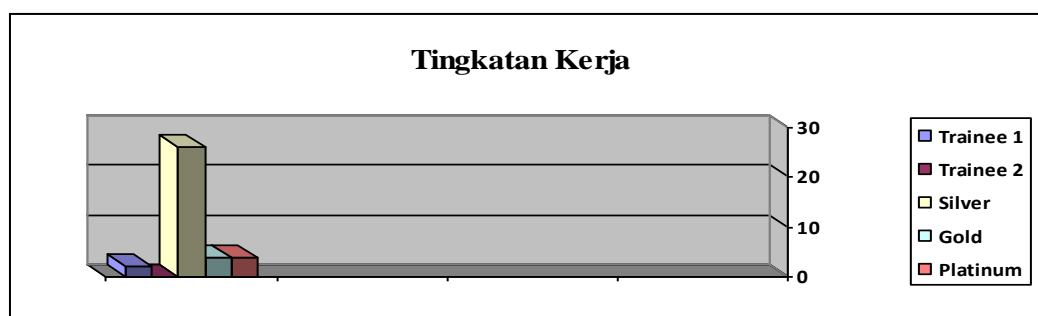 Tingkatan Kerja
30
20
10
0
Trainee 1
Trainee 2
Silver
Gold
Platinum